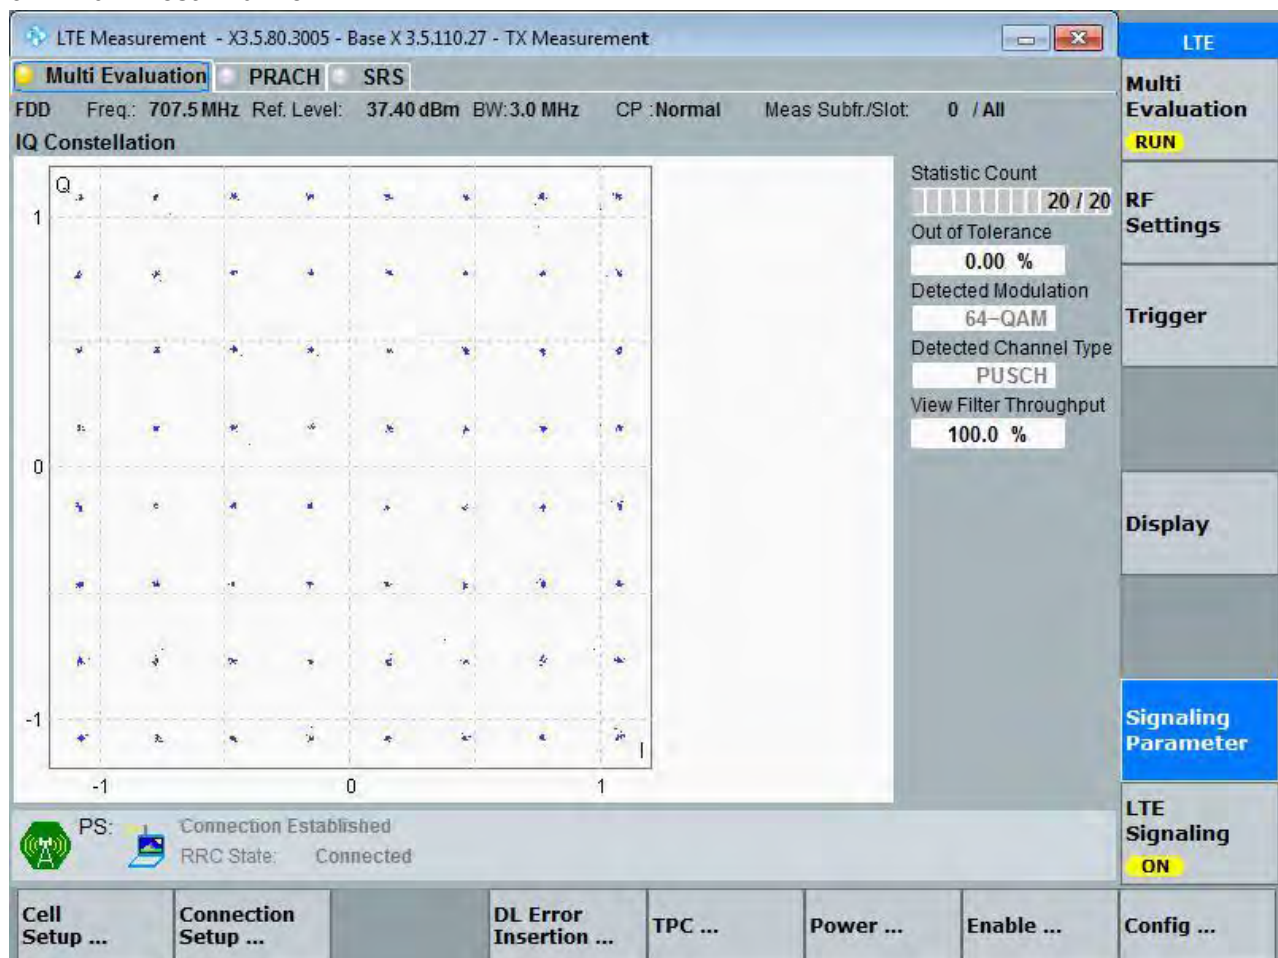 LTE Measurement - X3.5.80.3005 - Base X 3.5.110.27 - TX Measurement
LTE
Multi Evaluation PRACH SRS
FDD Freq.: 707.5 MHz Ref. Level: 37.40 dBm BW: 3.0 MHz CP : Normal Meas Subfr./Slot: 0 / All
IQ Constellation
Q
1
0
-1
-1 0 1
I
Statistic Count
20 / 20
Out of Tolerance
0.00 %
Detected Modulation
64-QAM
Detected Channel Type
PUSCH
View Filter Throughput
100.0 %
Multi
Evaluation
RUN
RF
Settings
Trigger
Display
Signaling
Parameter
LTE
Signaling
ON
PS: Connection Established
RRC State: Connected
Cell
Setup ...
Connection
Setup ...
DL Error
Insertion ...
TPC ...
Power ...
Enable ...
Config ...